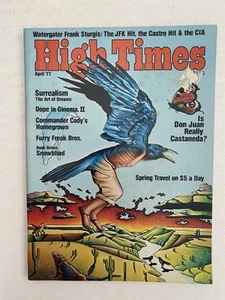 Watergater Frank Sturgis: The JFK Hit, the Castro Hit & the CIA
High Times
April '77
Surrealism
The Art of Dreams
Dope in Cinema, II
Commander Cody's
Homegrown
Furry Freak Bros.
Snowblind
Is
Don Juan
Really
Castaneda?
Spring Travel on $5 a Day